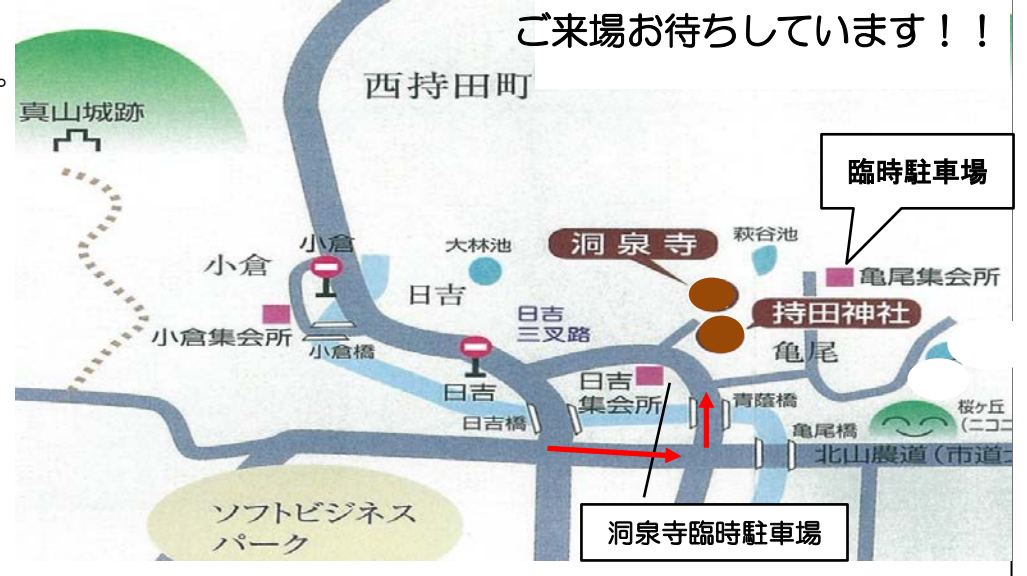 ご来場お待ちしています！！
。
西持田町
真山城跡
臨時駐車場
小倉
小倉
大林池
洞泉寺
萩谷池
亀尾集会所
日吉
日吉
三叉路
持田神社
小倉集会所
小倉橋
亀尾
日吉
日吉
集会所
青蔭橋
日吉橋
亀尾橋
桜ヶ丘
（ニコニコ
北山農道（市道
ソフトビジネス
パーク
洞泉寺臨時駐車場